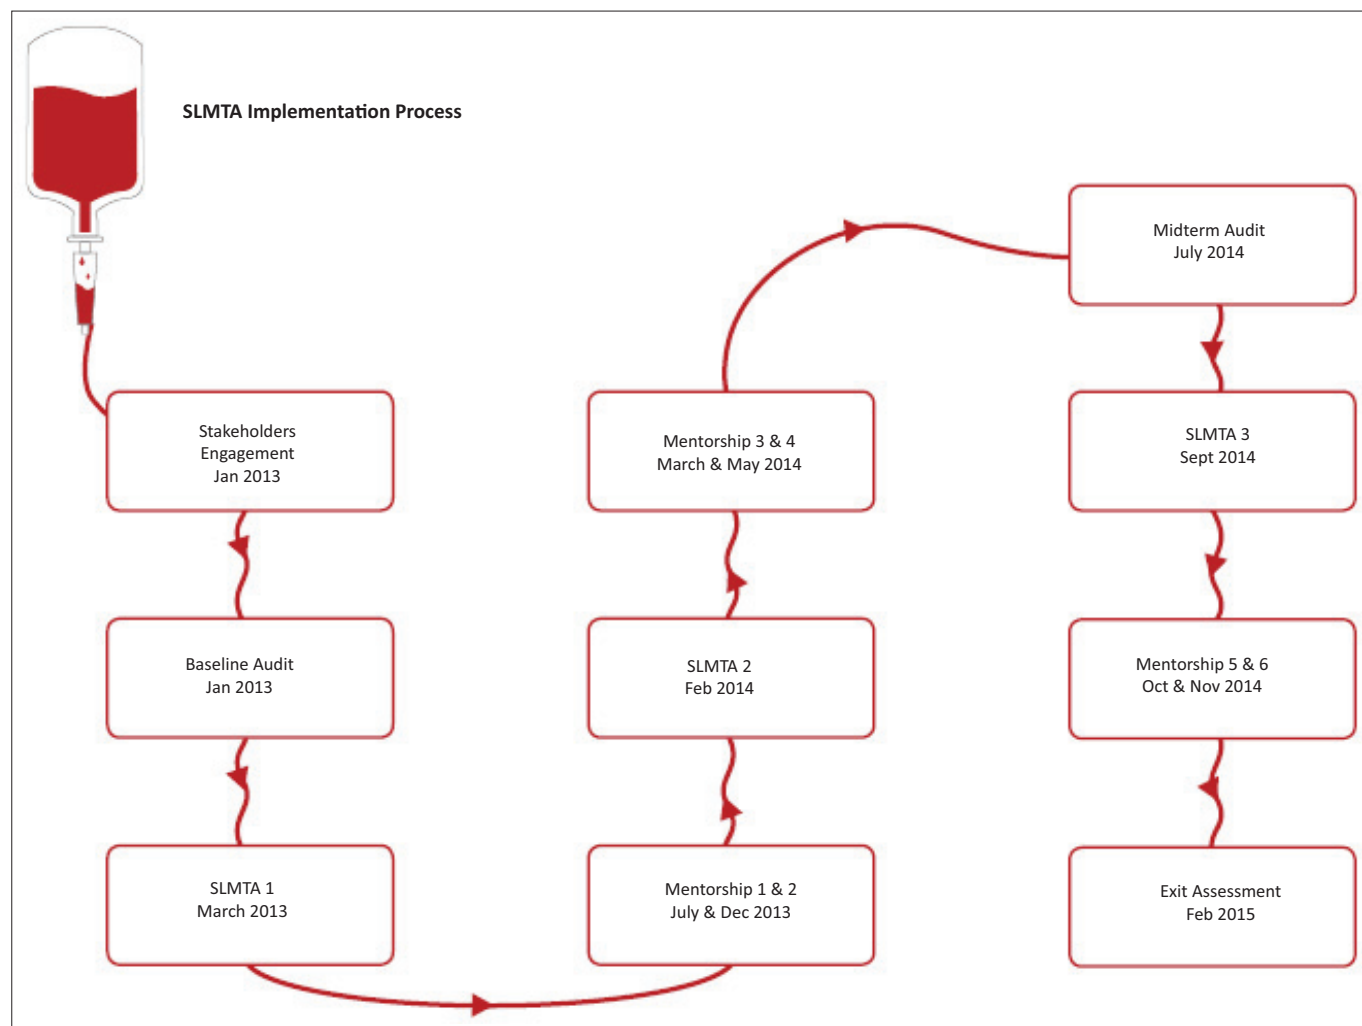 SLMTA Implementation Process
Stakeholders
Engagement
Jan 2013
Baseline Audit
Jan 2013
SLMTA 1
March 2013
Mentorship 1 & 2
July & Dec 2013
SLMTA 2
Feb 2014
Mentorship 3 & 4
March & May 2014
Midterm Audit
July 2014
SLMTA 3
Sept 2014
Mentorship 5 & 6
Oct & Nov 2014
Exit Assessment
Feb 2015